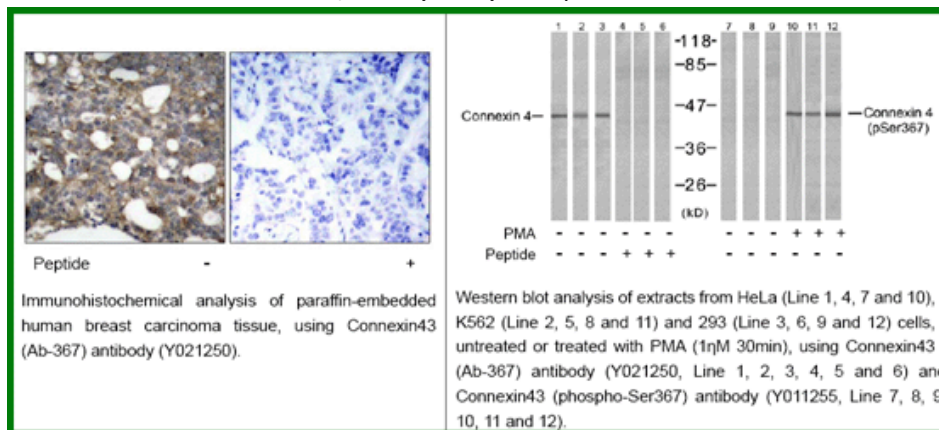 Peptide - +
Immunohistochemical analysis of paraffin-embedded
human breast carcinoma tissue, using Connexin43
(Ab-367) antibody (Y021250).
1 2 3 4 5 6 7 8 9 10 11 12
-118-
-85-
Connexin 4
-47-
Connexin 4
(pSer367)
-36-
-26-
(kD)
PMA - - - - - - - - - + + +
Peptide - - - + + +
Western blot analysis of extracts from HeLa (Line 1, 4, 7 and 10),
K562 (Line 2, 5, 8 and 11) and 293 (Line 3, 6, 9 and 12) cells,
untreated or treated with PMA (1ηM 30min), using Connexin43
(Ab-367) antibody (Y021250, Line 1, 2, 3, 4, 5 and 6) and
Connexin43 (phospho-Ser367) antibody (Y011255, Line 7, 8, 9
10, 11 and 12).